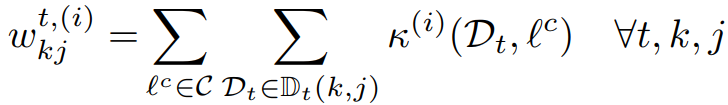 $w_{kj}^{t,(i)} = \sum_{\ell^c \in \mathcal{C}} \sum_{\mathcal{D}_t \in \mathbb{D}_t(k,j)} \kappa^{(i)}(\mathcal{D}_t, \ell^c) \quad \forall t, k, j$